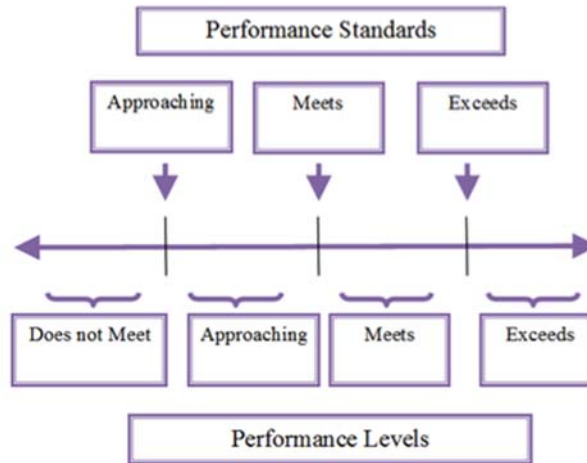 Performance Standards
Approaching
Meets
Exceeds
Does not Meet
Approaching
Meets
Exceeds
Performance Levels